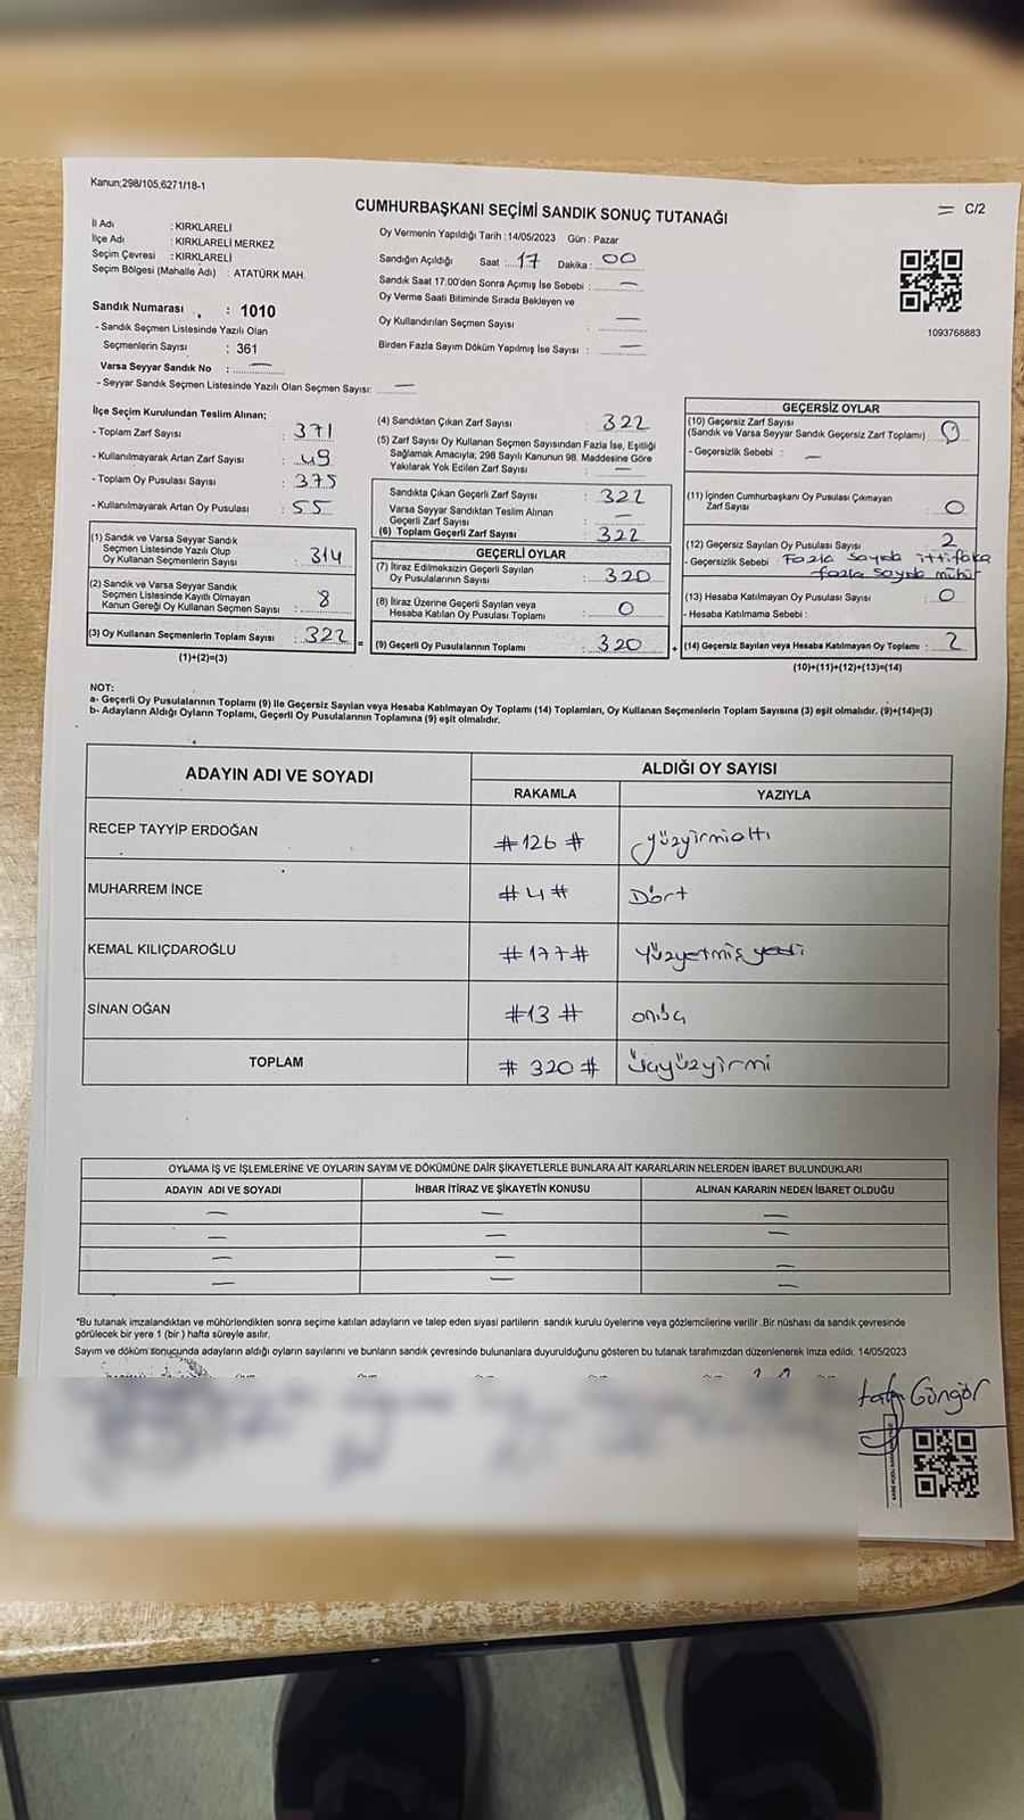 Kanun;298/105,6271/18-1
CUMHURBAŞKANI SEÇİMİ SANDIK SONUÇ TUTANAĞI
= C/2
İl Adı : KIRKLARELİ
İlçe Adı : KIRKLARELİ MERKEZ
Seçim Çevresi : KIRKLARELİ
Seçim Bölgesi (Mahalle Adı) : ATATÜRK MAH.
Sandık Numarası : 1010
- Sandık Seçmen Listesinde Yazılı Olan
Seçmenlerin Sayısı : 361
Varsa Seyyar Sandık No : —
- Seyyar Sandık Seçmen Listesinde Yazılı Olan Seçmen Sayısı: —
Oy Vermenin Yapıldığı Tarih : 14/05/2023 Gün : Pazar
Sandığın Açıldığı Saat : 17 Dakika : 00
Sandık Saat 17:00'den Sonra Açımış İse Sebebi : —
Oy Verme Saati Bitiminde Sırada Bekleyen ve
Oy Kullandırılan Seçmen Sayısı : —
Birden Fazla Sayım Döküm Yapılmış İse Sayısı : —
1093768883
İlçe Seçim Kurulundan Teslim Alınan;
- Toplam Zarf Sayısı : 371
- Kullanılmayarak Artan Zarf Sayısı : 49
- Toplam Oy Pusulası Sayısı : 375
- Kullanılmayarak Artan Oy Pusulası : 55
(1) Sandık ve Varsa Seyyar Sandık
Seçmen Listesinde Yazılı Olup
Oy Kullanan Seçmenlerin Sayısı : 314
(2) Sandık ve Varsa Seyyar Sandık
Seçmen Listesinde Kayıtlı Olmayan
Kanun Gereği Oy Kullanan Seçmen Sayısı : 8
(3) Oy Kullanan Seçmenlerin Toplam Sayısı : 322
(1)+(2)=(3)
(4) Sandıktan Çıkan Zarf Sayısı 322
(5) Zarf Sayısı Oy Kullanan Seçmen Sayısından Fazla İse, Eşitliği
Sağlamak Amacıyla; 298 Sayılı Kanunun 98. Maddesine Göre
Yakılarak Yok Edilen Zarf Sayısı : —
Sandıkta Çıkan Geçerli Zarf Sayısı : 322
Varsa Seyyar Sandıktan Teslim Alınan
Geçerli Zarf Sayısı : —
(6) Toplam Geçerli Zarf Sayısı 322
GEÇERLİ OYLAR
(7) İtiraz Edilmeksizin Geçerli Sayılan
Oy Pusulalarının Sayısı : 320
(8) İtiraz Üzerine Geçerli Sayılan veya
Hesaba Katılan Oy Pusulası Toplamı : 0
= (9) Geçerli Oy Pusulalarının Toplamı : 320
GEÇERSİZ OYLAR
(10) Geçersiz Zarf Sayısı
(Sandık ve Varsa Seyyar Sandık Geçersiz Zarf Toplamı) 0
- Geçersizlik Sebebi : —
(11) İçinden Cumhurbaşkanı Oy Pusulası Çıkmayan
Zarf Sayısı : 0
(12) Geçersiz Sayılan Oy Pusulası Sayısı : 2
- Geçersizlik Sebebi Fazla sayıda ittifaka
fazla sayıda mühür
(13) Hesaba Katılmayan Oy Pusulası Sayısı : 0
- Hesaba Katılmama Sebebi :
+ (14) Geçersiz Sayılan veya Hesaba Katılmayan Oy Toplamı : 2
(10)+(11)+(12)+(13)=(14)
NOT:
a- Geçerli Oy Pusulalarının Toplamı (9) ile Geçersiz Sayılan veya Hesaba Katılmayan Oy Toplamı (14) Toplamları, Oy Kullanan Seçmenlerin Toplam Sayısına (3) eşit olmalıdır. (9)+(14)=(3)
b- Adayların Aldığı Oyların Toplamı, Geçerli Oy Pusulalarının Toplamına (9) eşit olmalıdır.
ADAYIN ADI VE SOYADI ALDIĞI OY SAYISI
RAKAMLA YAZIYLA
RECEP TAYYİP ERDOĞAN #126# yüzyirmialtı
MUHARREM İNCE #4# Dört
KEMAL KILIÇDAROĞLU #177# Yüzyetmiş yedi
SİNAN OĞAN #13# onüç
TOPLAM #320# üçyüzyirmi
OYLAMA İŞ VE İŞLEMLERİNE VE OYLARIN SAYIM VE DÖKÜMÜNE DAİR ŞİKAYETLERLE BUNLARA AİT KARARLARIN NELERDEN İBARET BULUNDUKLARI
ADAYIN ADI VE SOYADI İHBAR İTİRAZ VE ŞİKAYETİN KONUSU ALINAN KARARIN NEDEN İBARET OLDUĞU
— — —
— — —
— — —
— — —
*Bu tutanak imzalandıktan ve mühürlendikten sonra seçime katılan adayların ve talep eden siyasi partilerin sandık kurulu üyelerine veya gözlemcilerine verilir .Bir nüshası da sandık çevresinde
görülecek bir yere 1 (bir ) hafta süreyle asılır.
Sayım ve döküm sonucunda adayların aldığı oyların sayılarını ve bunların sandık çevresinde bulunanlara duyurulduğunu gösteren bu tutanak tarafımızdan düzenlenerek imza edildi. 14/05/2023
Güngör